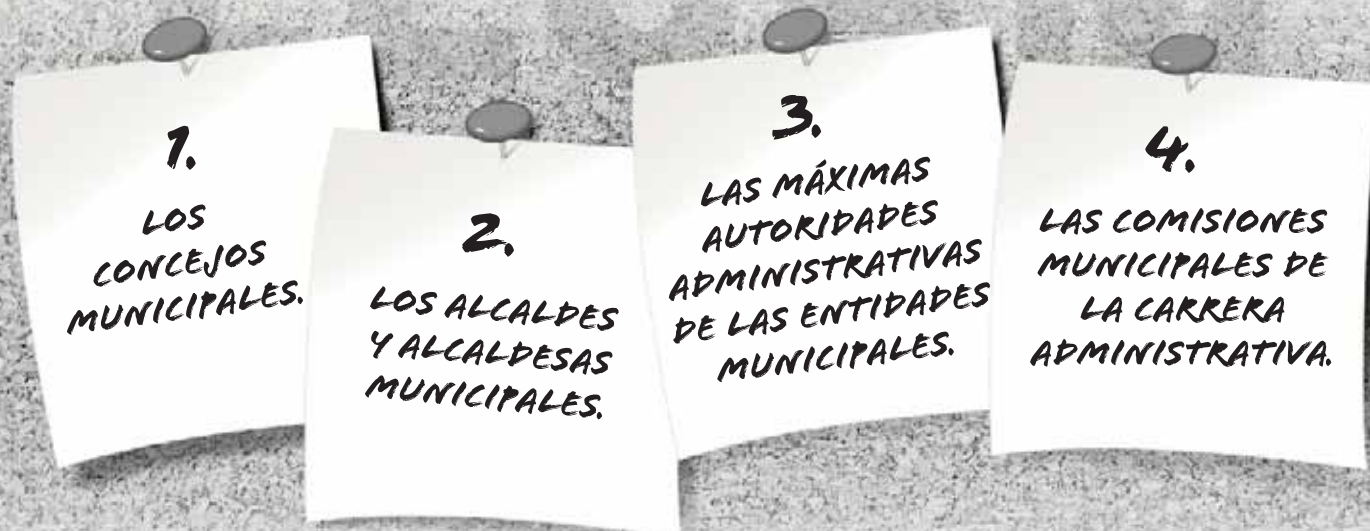 1.
LOS
CONCEJOS
MUNICIPALES.
2.
LOS ALCALDES
Y ALCALDESAS
MUNICIPALES.
3.
LAS MÁXIMAS
AUTORIDADES
ADMINISTRATIVAS
DE LAS ENTIDADES
MUNICIPALES.
4.
LAS COMISIONES
MUNICIPALES DE
LA CARRERA
ADMINISTRATIVA.